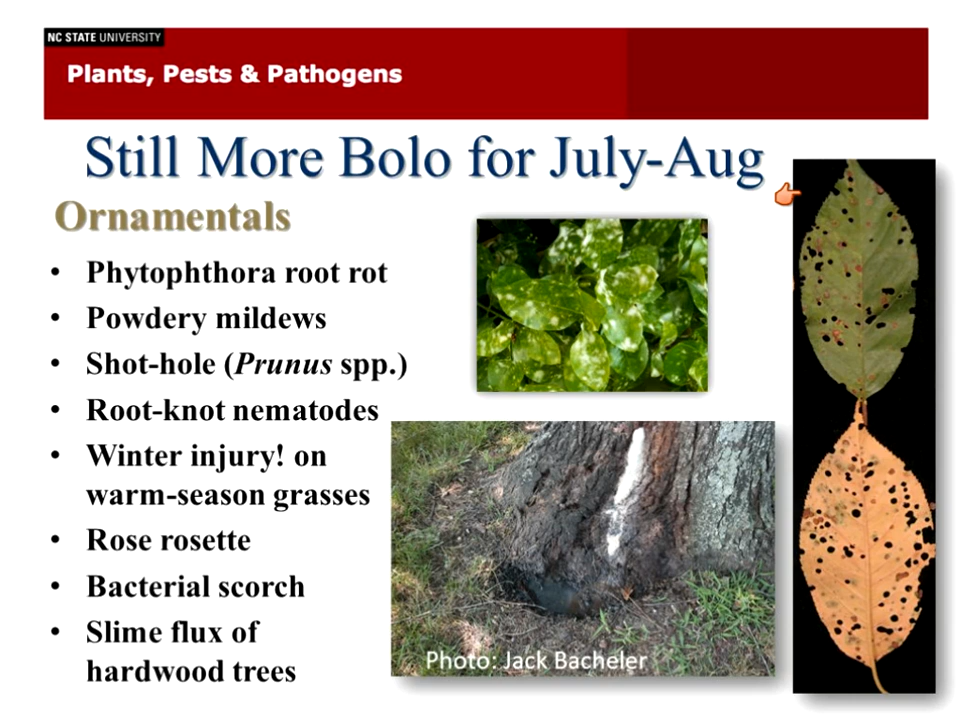 NC STATE UNIVERSITY
Plants, Pests & Pathogens
Still More Bolo for July-Aug
Ornamentals
• Phytophthora root rot
• Powdery mildews
• Shot-hole (Prunus spp.)
• Root-knot nematodes
• Winter injury! on
warm-season grasses
• Rose rosette
• Bacterial scorch
• Slime flux of
hardwood trees
Photo: Jack Bacheler